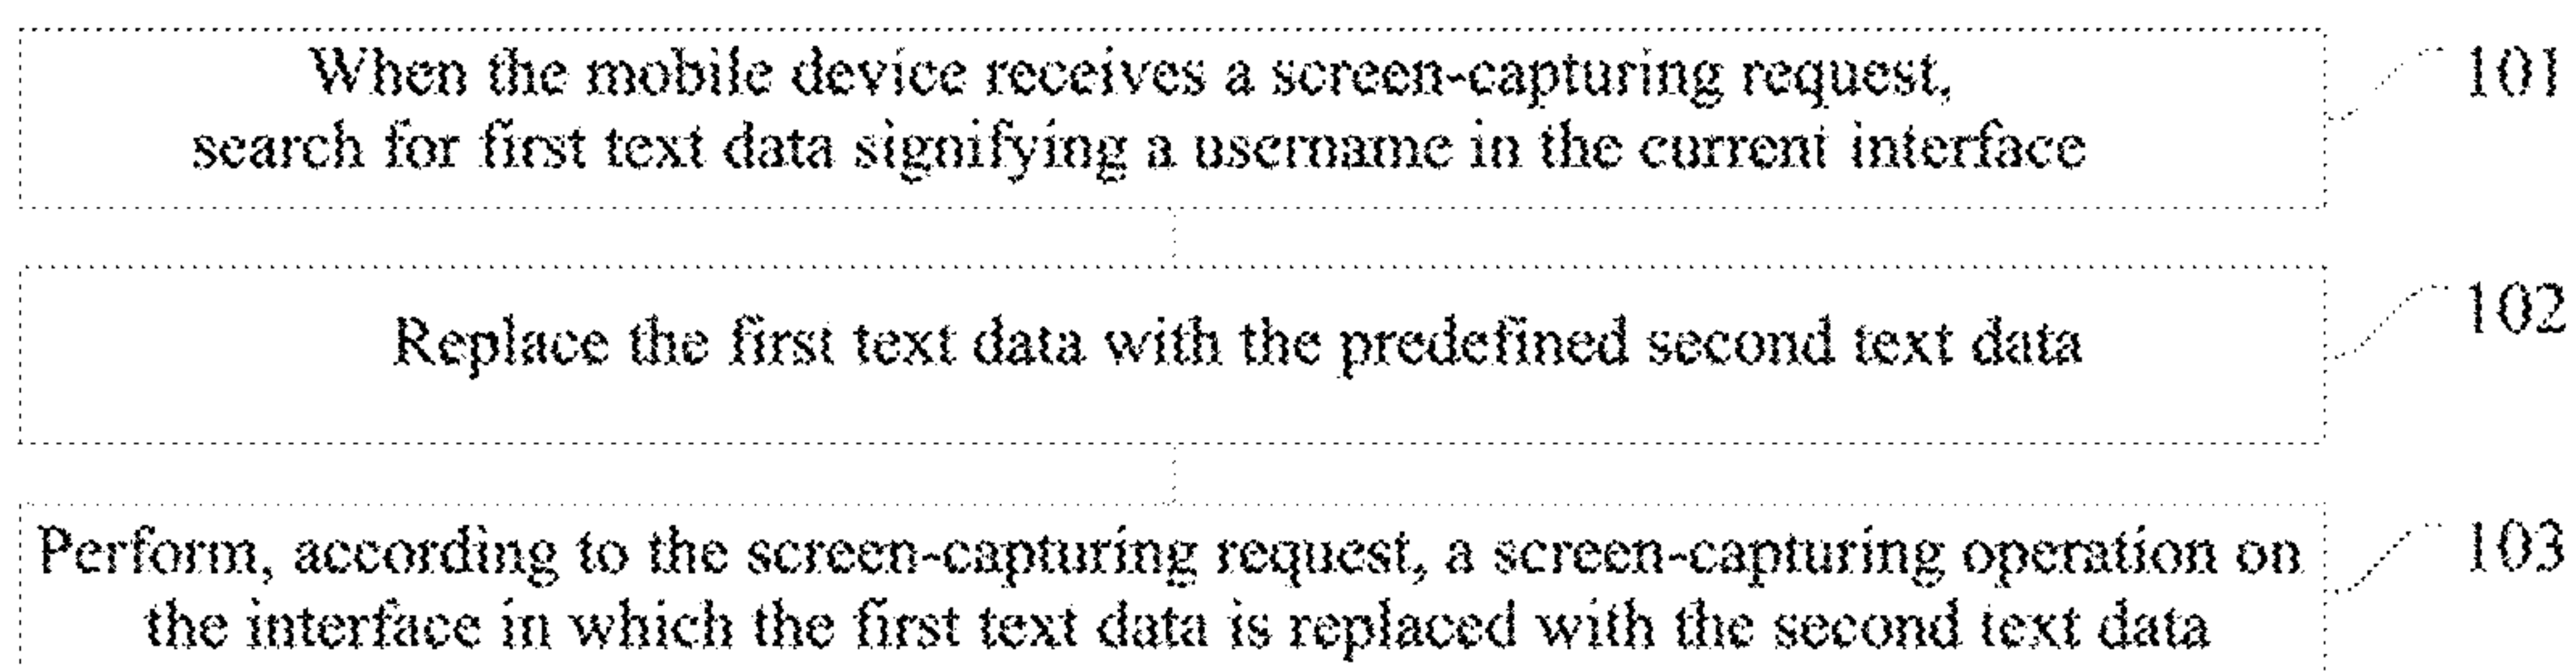 When the mobile device receives a screen-capturing request,
101
search for first text data signifying a username in the current interface
Replace the first text data with the predefined second text data
102
Perform, according to the screen-capturing request, a screen-capturing operation on
103
the interface in which the first text data is replaced with the second text data